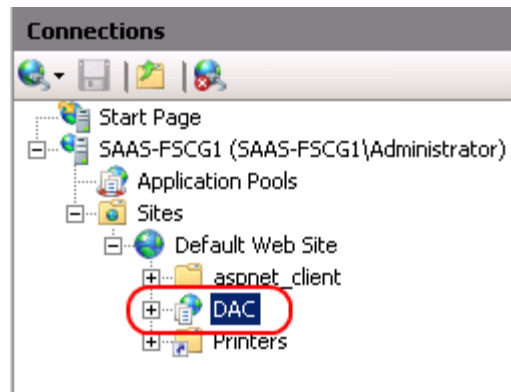 Connections
Start Page
SAAS-FSCG1 (SAAS-FSCG1\Administrator)
Application Pools
Sites
Default Web Site
aspnet_client
DAC
Printers